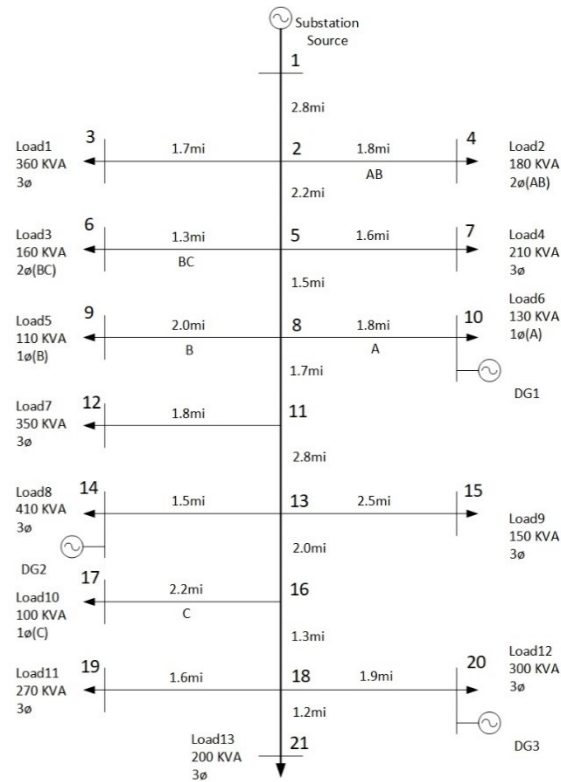 Substation
Source
1
2.8mi
3
Load1
360 KVA
3ø
1.7mi
2
1.8mi
AB
4
Load2
180 KVA
2ø(AB)
2.2mi
6
Load3
160 KVA
2ø(BC)
1.3mi
BC
5
1.6mi
7
Load4
210 KVA
3ø
1.5mi
9
Load5
110 KVA
1ø(B)
2.0mi
B
8
1.8mi
A
10
Load6
130 KVA
1ø(A)
DG1
1.7mi
12
Load7
350 KVA
3ø
1.8mi
11
2.8mi
14
Load8
410 KVA
3ø
DG2
1.5mi
13
2.5mi
15
Load9
150 KVA
3ø
2.0mi
17
Load10
100 KVA
1ø(C)
2.2mi
C
16
1.3mi
19
Load11
270 KVA
3ø
1.6mi
18
1.9mi
20
Load12
300 KVA
3ø
DG3
1.2mi
21
Load13
200 KVA
3ø